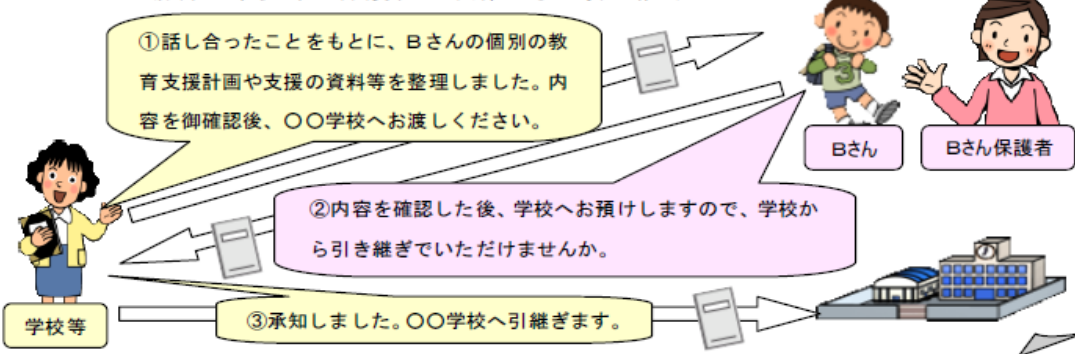 ①話し合ったことをもとに、Bさんの個別の教
育支援計画や支援の資料等を整理しました。内
容を御確認後、〇〇学校へお渡しください。
Bさん
Bさん保護者
②内容を確認した後、学校へお預けしますので、学校か
ら引き継ぎでいただけませんか。
学校等
③承知しました。〇〇学校へ引継ぎます。